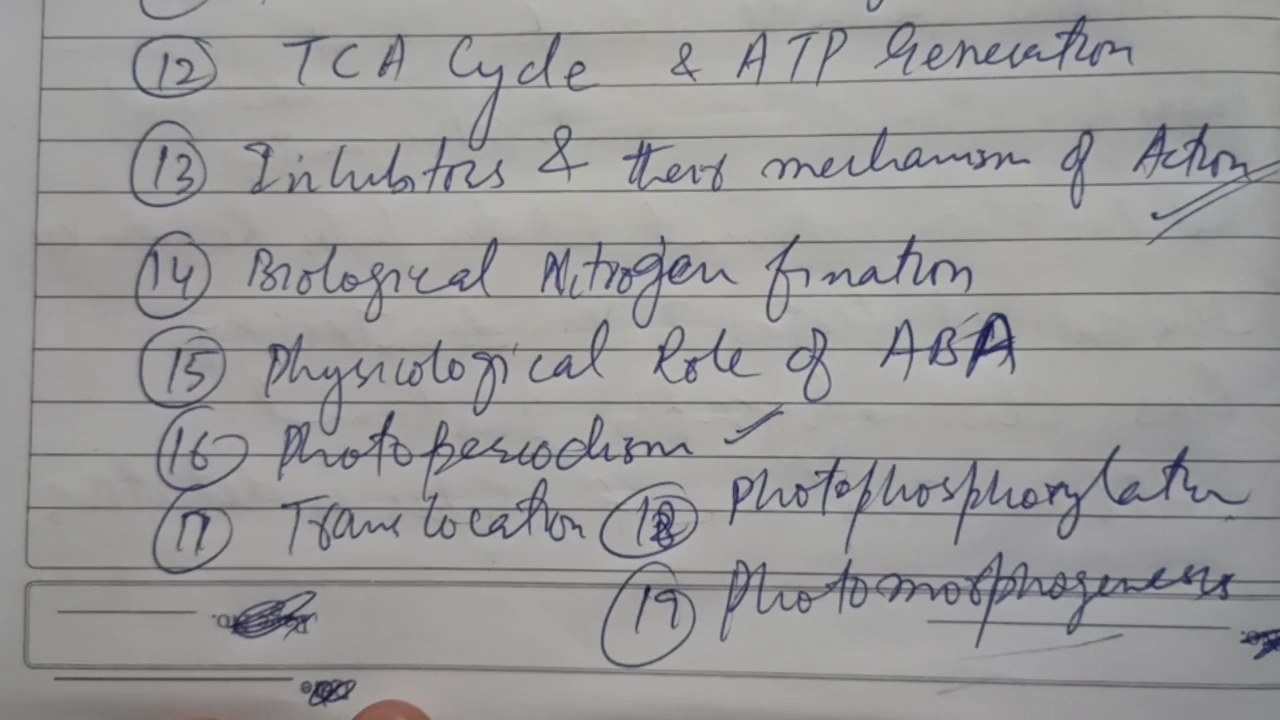 12 TCA Cycle & ATP Generation
13 Inhibitors & their mechanism of Action
14 Biological Nitrogen fixation
15 Physiological Role of ABA
16 Photoperiodism
17 Translocation
18 Photophosphorylation
19 Photomorphogenesis